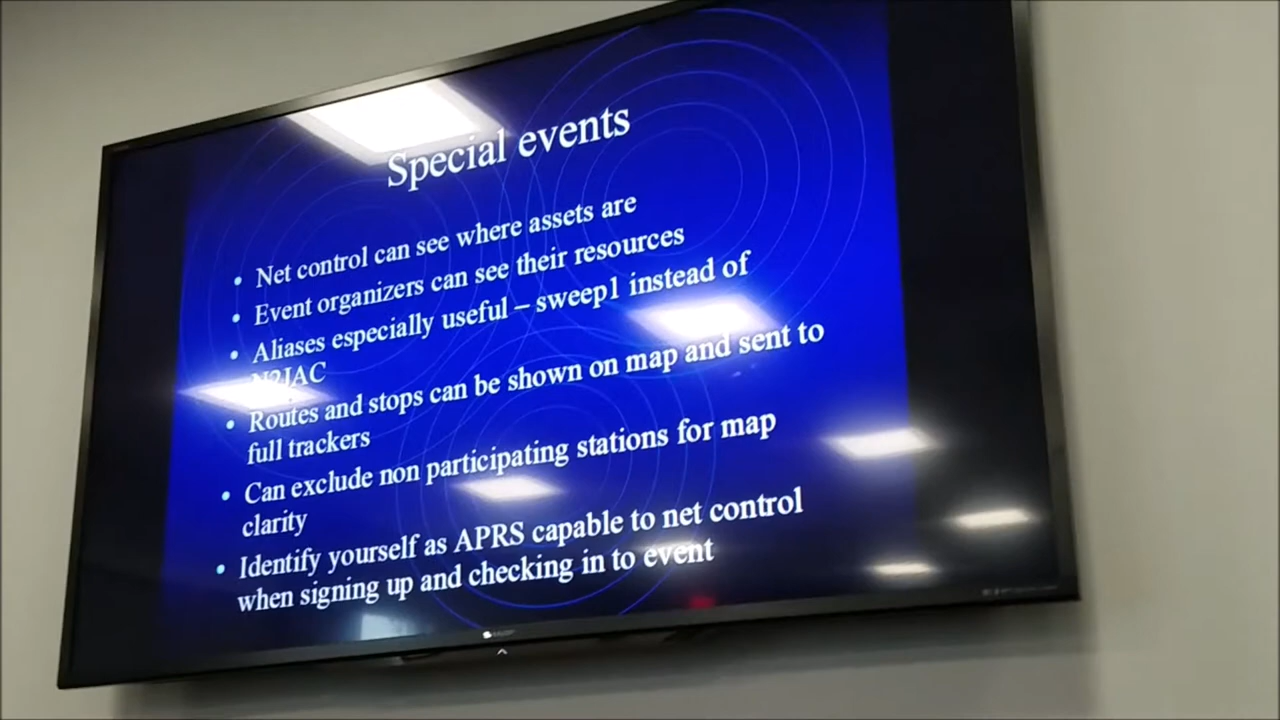 Special events
• Net control can see where assets are
• Event organizers can see their resources
• Aliases especially useful – sweep1 instead of
N2JAC
• Routes and stops can be shown on map and sent to
full trackers
• Can exclude non participating stations for map
clarity
• Identify yourself as APRS capable to net control
when signing up and checking in to event